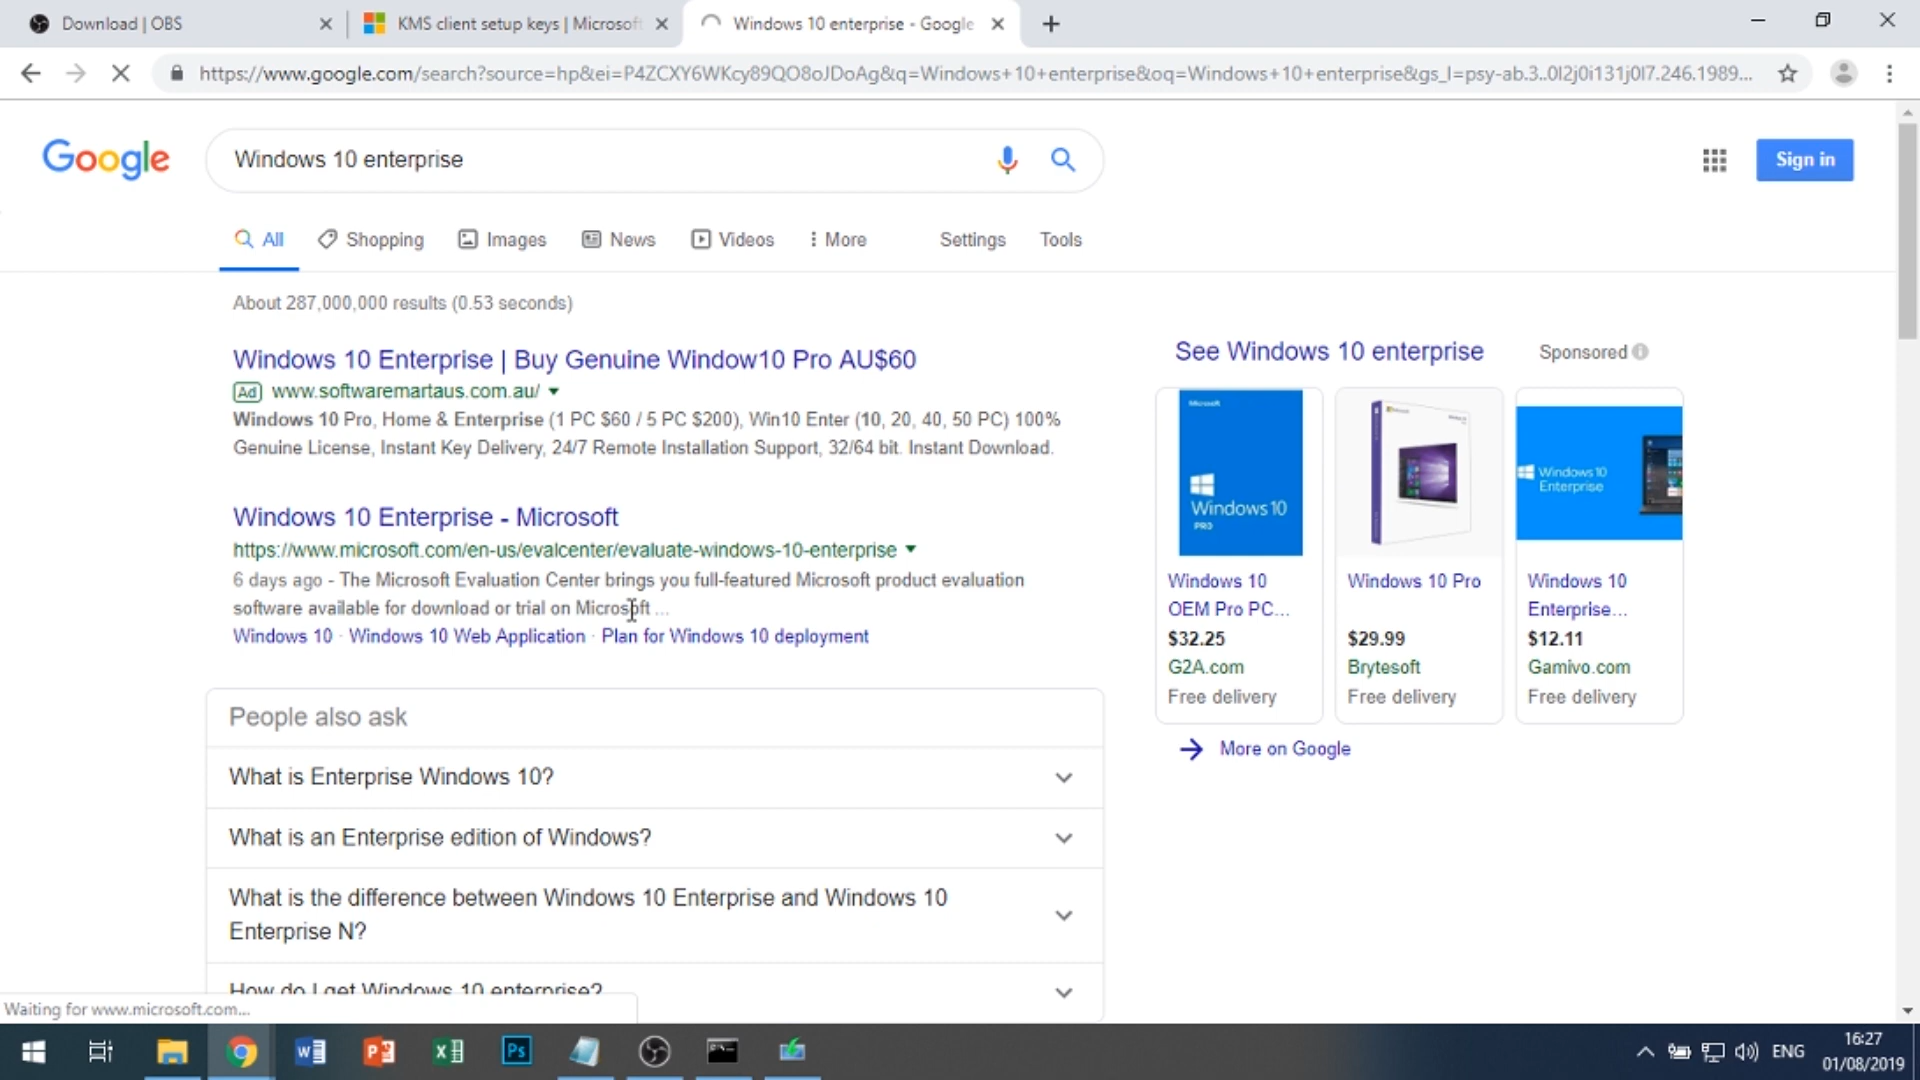 Download | OBS
KMS client setup keys | Microsoft
Windows 10 enterprise - Google
https://www.google.com/search?source=hp&ei=P4ZCXY6WKcy89QO8oJDoAg&q=Windows+10+enterprise&oq=Windows+10+enterprise&gs_l=psy-ab.3..0l2j0i131j0l7.246.1989...
Google
Windows 10 enterprise
Sign in
All
Shopping
Images
News
Videos
More
Settings
Tools
About 287,000,000 results (0.53 seconds)
Windows 10 Enterprise | Buy Genuine Window10 Pro AU$60
Ad www.softwaremartaus.com.au/
Windows 10 Pro, Home & Enterprise (1 PC $60 / 5 PC $200), Win10 Enter (10, 20, 40, 50 PC) 100%
Genuine License, Instant Key Delivery, 24/7 Remote Installation Support, 32/64 bit. Instant Download.
Windows 10 Enterprise - Microsoft
https://www.microsoft.com/en-us/evalcenter/evaluate-windows-10-enterprise
6 days ago - The Microsoft Evaluation Center brings you full-featured Microsoft product evaluation
software available for download or trial on Microsoft ...
Windows 10 · Windows 10 Web Application · Plan for Windows 10 deployment
People also ask
What is Enterprise Windows 10?
What is an Enterprise edition of Windows?
What is the difference between Windows 10 Enterprise and Windows 10
Enterprise N?
How do I get Windows 10 enterprise?
See Windows 10 enterprise
Sponsored
Microsoft
Windows 10
PRO
Windows 10
Enterprise
Windows 10
OEM Pro PC...
$32.25
G2A.com
Free delivery
Windows 10 Pro
$29.99
Brytesoft
Free delivery
Windows 10
Enterprise...
$12.11
Gamivo.com
Free delivery
More on Google
Waiting for www.microsoft.com...
Ps
ENG
16:27
01/08/2019